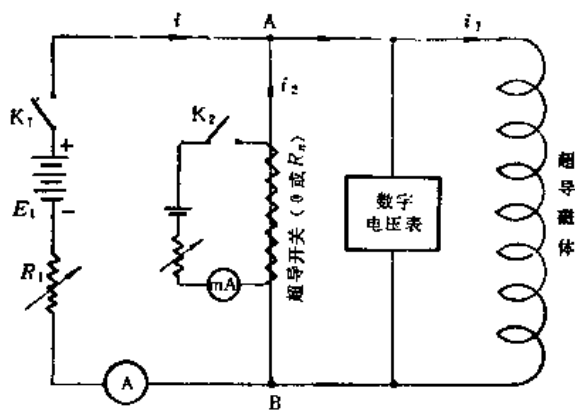 i
A
i₁
K₁
+
E₁
−
R₁
A
K₂
mA
i₂
超导开关（0或Rₙ）
数字
电压表
超导磁体
B